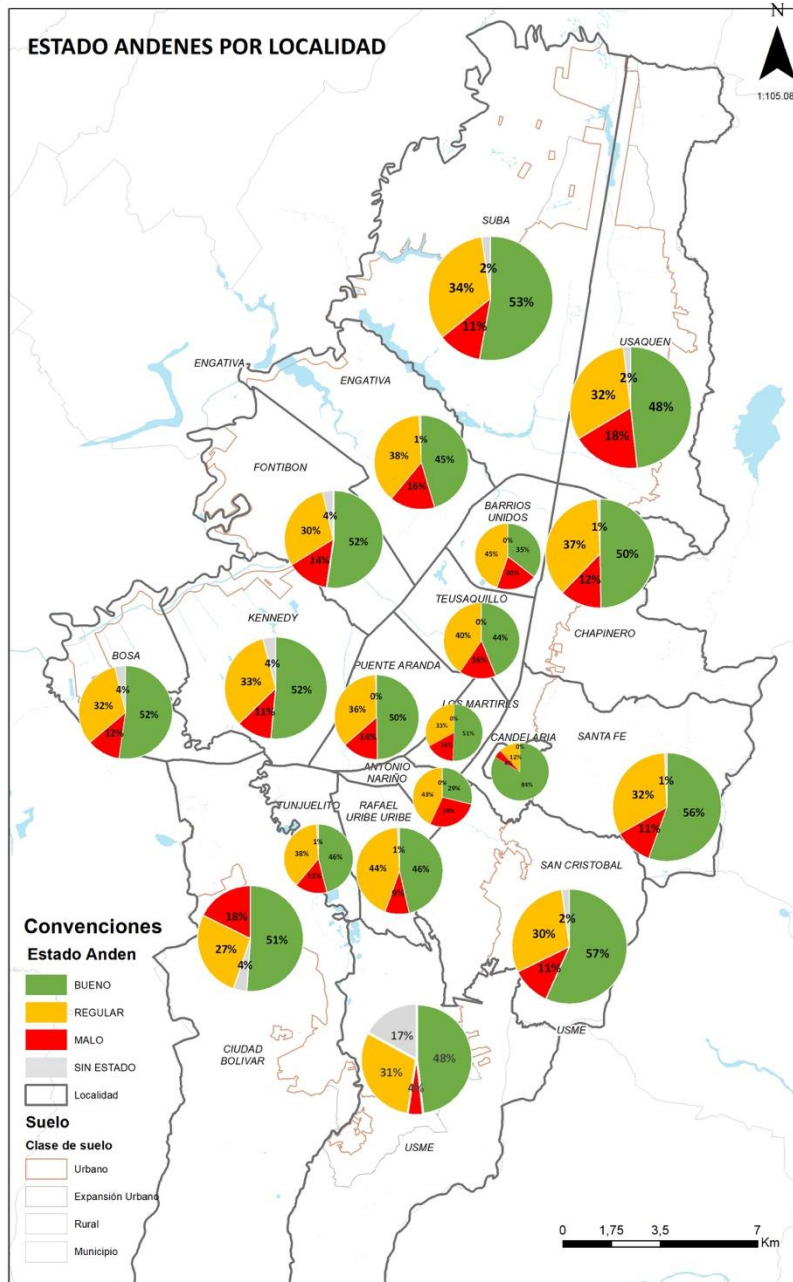 ESTADO ANDENES POR LOCALIDAD
N
1:105.08
SUBA
2%
34%
53%
11%
USAQUEN
2%
32%
48%
18%
ENGATIVA
ENGATIVA
1%
38%
45%
16%
FONTIBON
4%
30%
52%
14%
BARRIOS
UNIDOS
0%
45%
35%
20%
1%
37%
50%
12%
CHAPINERO
TEUSAQUILLO
0%
40%
44%
16%
KENNEDY
4%
33%
52%
11%
BOSA
4%
32%
52%
12%
PUENTE ARANDA
0%
36%
50%
14%
LOS MARTIRES
0%
33%
51%
CANDELARIA
0%
12%
84%
SANTA FE
1%
32%
56%
11%
ANTONIO
NARIÑO
0%
43%
29%
TUNJUELITO
1%
38%
46%
RAFAEL
URIBE URIBE
1%
44%
46%
9%
SAN CRISTOBAL
2%
30%
57%
11%
USME
18%
51%
27%
4%
CIUDAD
BOLIVAR
17%
48%
31%
4%
USME
Convenciones
Estado Anden
BUENO
REGULAR
MALO
SIN ESTADO
Localidad
Suelo
Clase de suelo
Urbano
Expansión Urbano
Rural
Municipio
0 1,75 3,5 7
Km